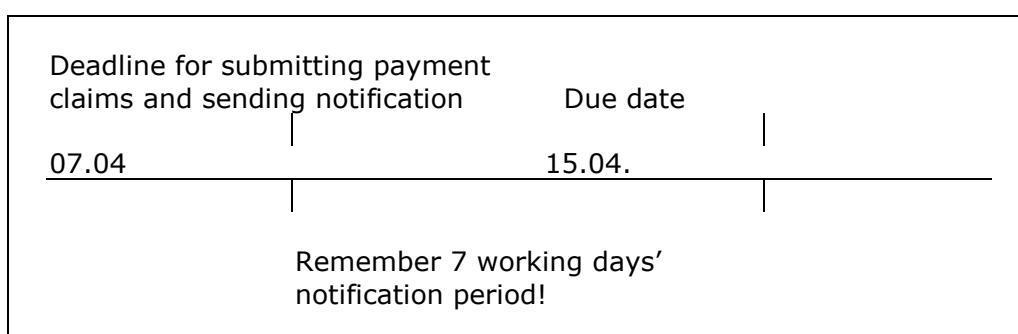 Deadline for submitting payment
claims and sending notification Due date
07.04 15.04.
Remember 7 working days’
notification period!